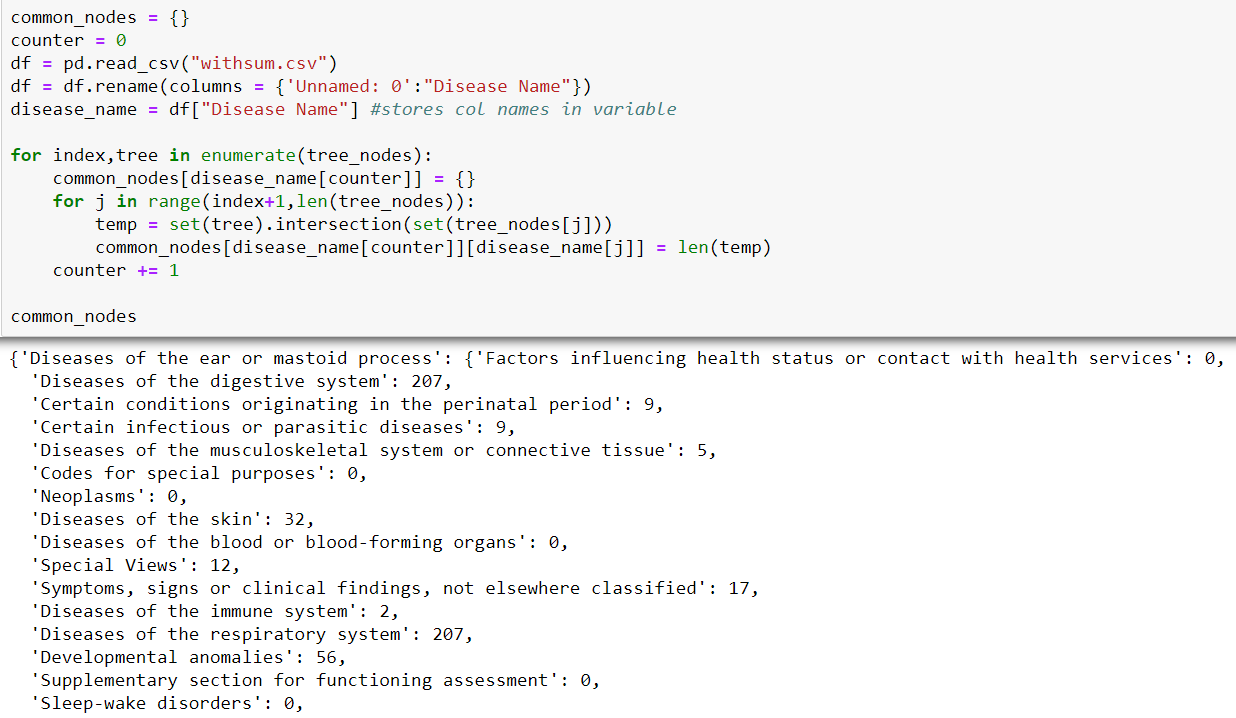 common_nodes = {}
counter = 0
df = pd.read_csv("withsum.csv")
df = df.rename(columns = {'Unnamed: 0':"Disease Name"})
disease_name = df["Disease Name"] #stores col names in variable

for index,tree in enumerate(tree_nodes):
    common_nodes[disease_name[counter]] = {}
    for j in range(index+1,len(tree_nodes)):
        temp = set(tree).intersection(set(tree_nodes[j]))
        common_nodes[disease_name[counter]][disease_name[j]] = len(temp)
    counter += 1

common_nodes
{'Diseases of the ear or mastoid process': {'Factors influencing health status or contact with health services': 0,
  'Diseases of the digestive system': 207,
  'Certain conditions originating in the perinatal period': 9,
  'Certain infectious or parasitic diseases': 9,
  'Diseases of the musculoskeletal system or connective tissue': 5,
  'Codes for special purposes': 0,
  'Neoplasms': 0,
  'Diseases of the skin': 32,
  'Diseases of the blood or blood-forming organs': 0,
  'Special Views': 12,
  'Symptoms, signs or clinical findings, not elsewhere classified': 17,
  'Diseases of the immune system': 2,
  'Diseases of the respiratory system': 207,
  'Developmental anomalies': 56,
  'Supplementary section for functioning assessment': 0,
  'Sleep-wake disorders': 0,